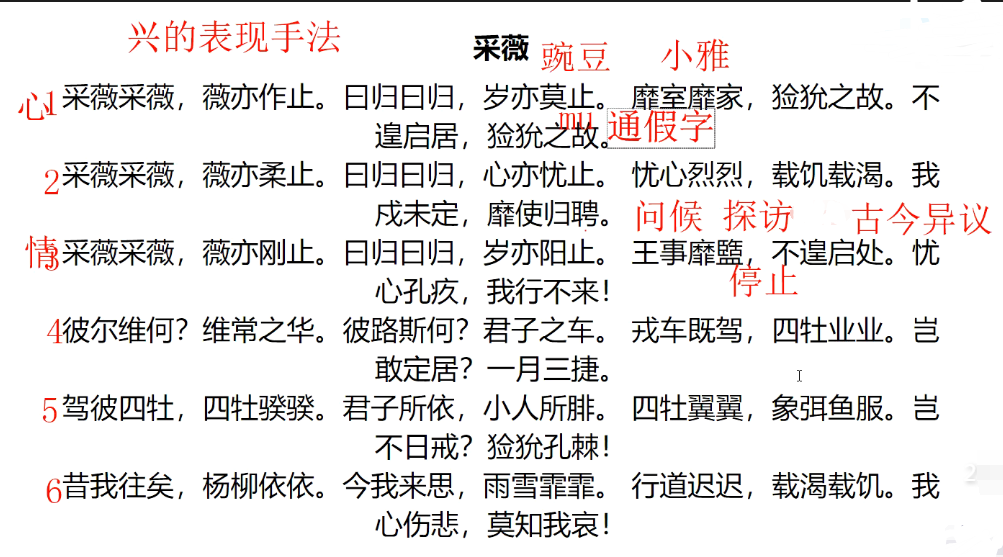 兴的表现手法
采薇 豌豆 小雅
心1 采薇采薇，薇亦作止。曰归曰归，岁亦莫止。 靡室靡家，猃狁之故。不
遑启居，猃狁之故。 mu 通假字
2 采薇采薇，薇亦柔止。曰归曰归，心亦忧止。 忧心烈烈，载饥载渴。我
戍未定，靡使归聘。 问候 探访 古今异议
情3 采薇采薇，薇亦刚止。曰归曰归，岁亦阳止。 王事靡盬，不遑启处。忧
心孔疚，我行不来！ 停止
4 彼尔维何？维常之华。彼路斯何？君子之车。 戎车既驾，四牡业业。岂
敢定居？一月三捷。
5 驾彼四牡，四牡骙骙。君子所依，小人所腓。 四牡翼翼，象弭鱼服。岂
不日戒？猃狁孔棘！
6 昔我往矣，杨柳依依。今我来思，雨雪霏霏。 行道迟迟，载渴载饥。我
心伤悲，莫知我哀！
2